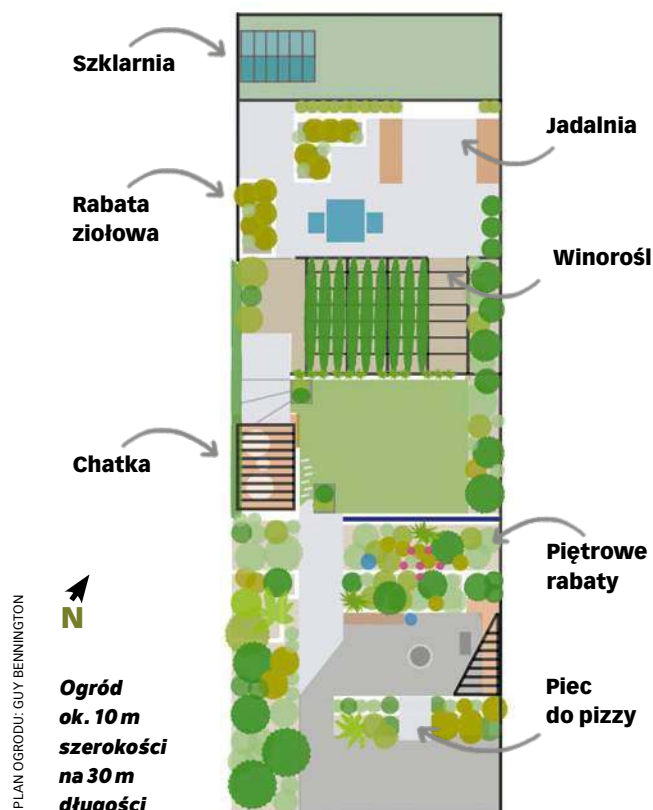 Szklarnia
Jadalnia
Rabata
ziołowa
Winorośl
Chatka
Piętrowe
rabaty
N
Ogród
ok. 10 m
szerokości
na 30 m
długości
Piec
do pizzy
PLAN OGRODU: GUY BENNINGTON